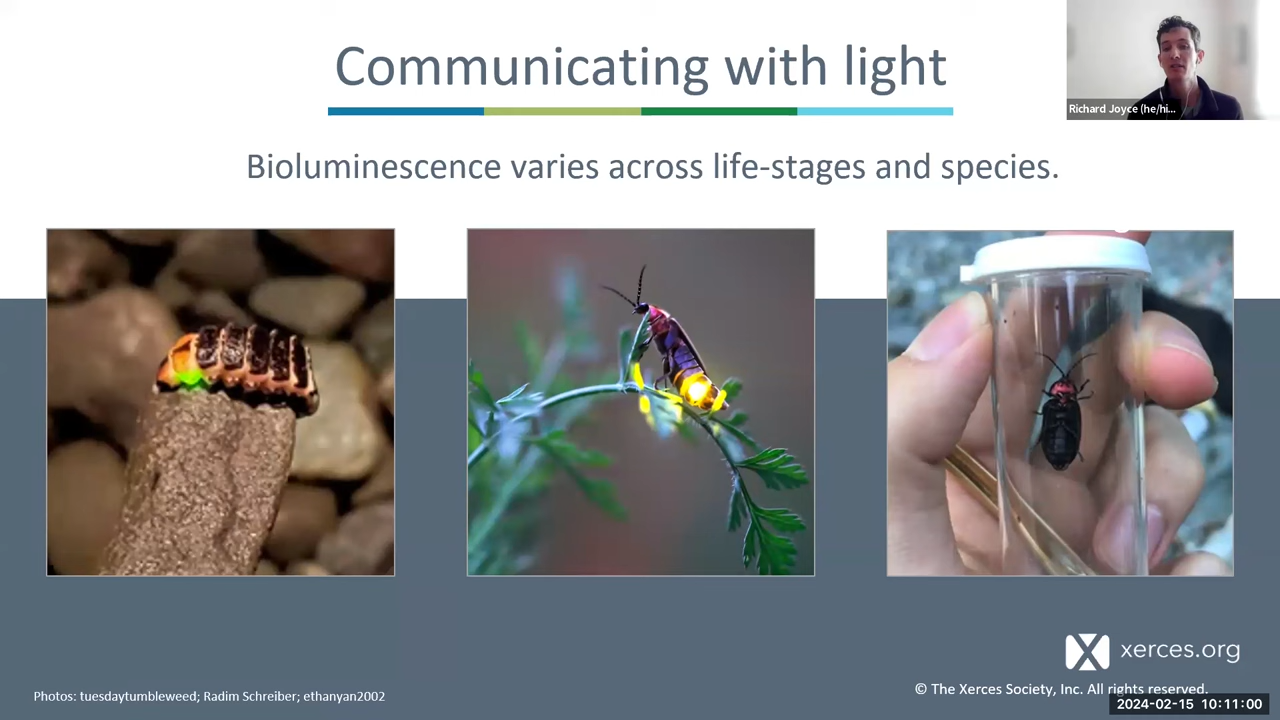 Communicating with light
Richard Joyce (he/hi...
Bioluminescence varies across life-stages and species.
xerces.org
Photos: tuesdaytumbleweed; Radim Schreiber; ethanyan2002
© The Xerces Society, Inc. All rights reserved.
2024-02-15 10:11:00